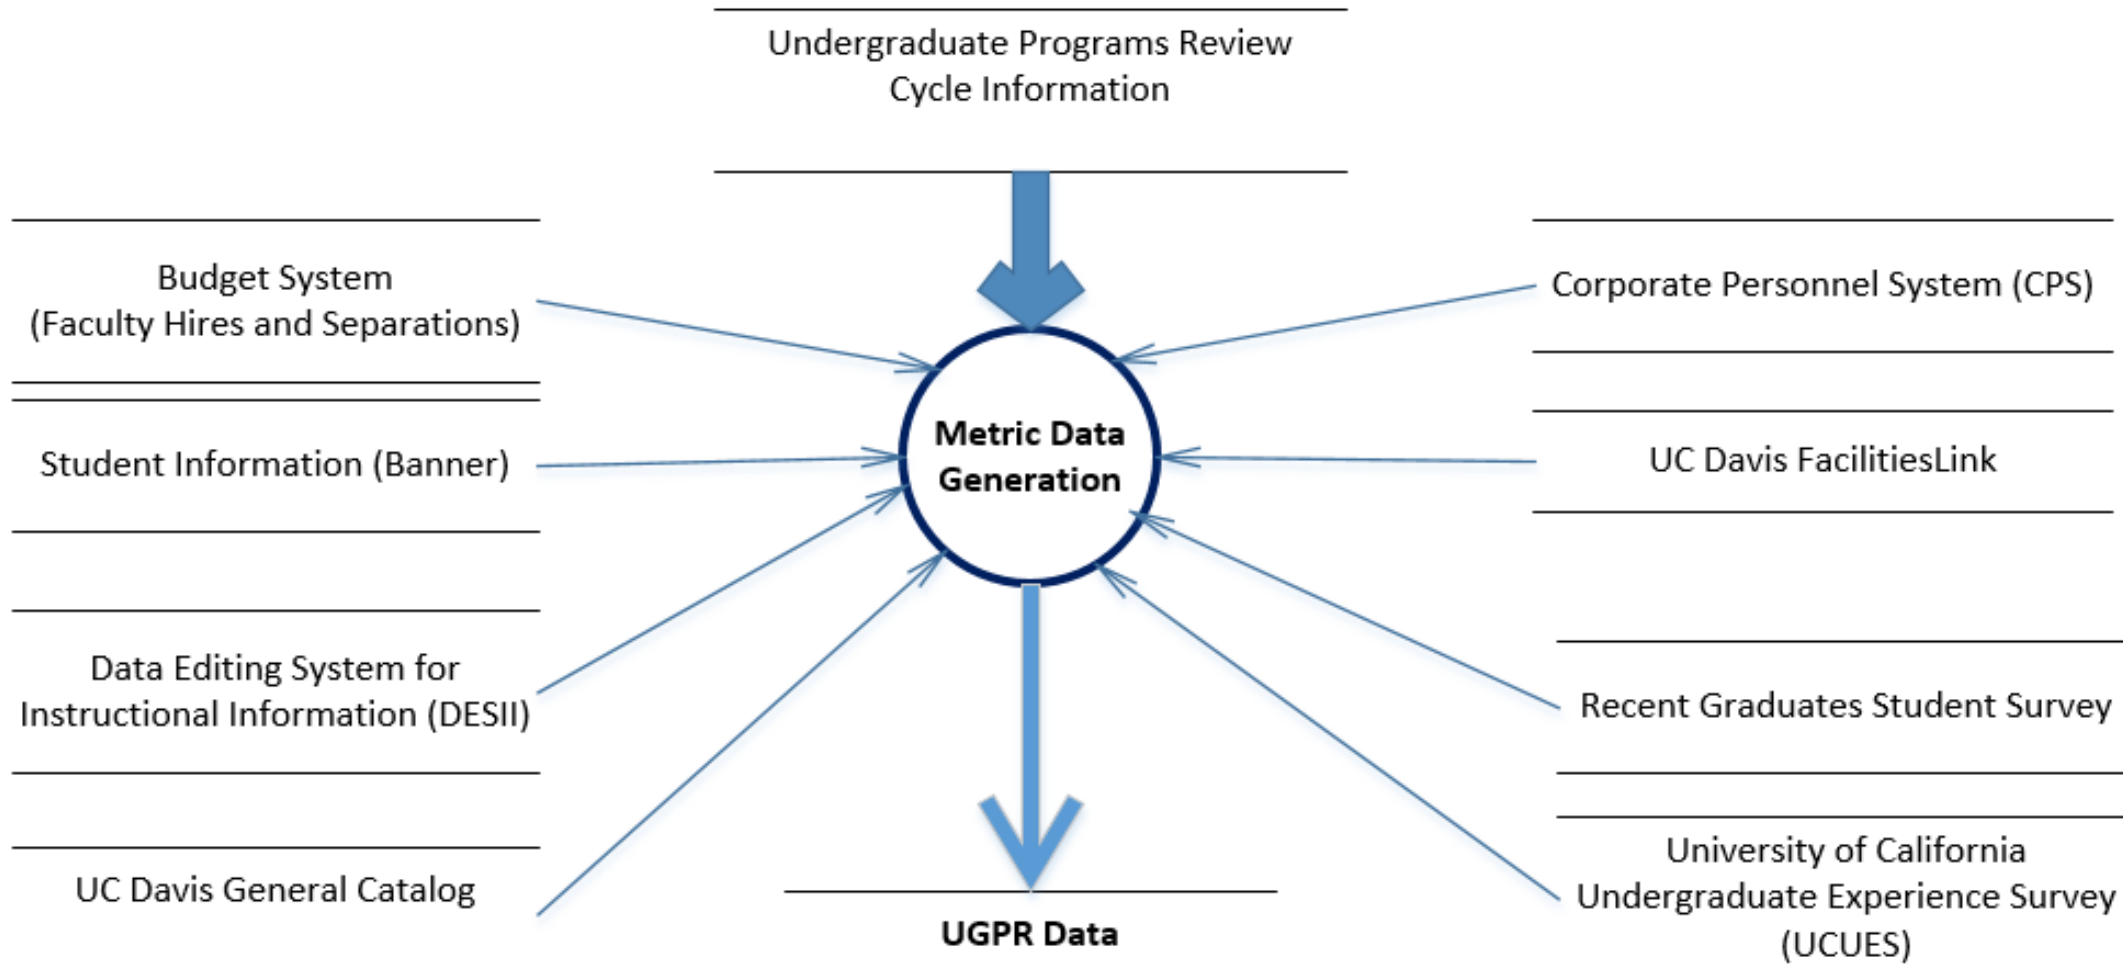 Undergraduate Programs Review
Cycle Information
Budget System
(Faculty Hires and Separations)
Student Information (Banner)
Data Editing System for
Instructional Information (DESII)
UC Davis General Catalog
Metric Data
Generation
UGPR Data
Corporate Personnel System (CPS)
UC Davis FacilitiesLink
Recent Graduates Student Survey
University of California
Undergraduate Experience Survey
(UCUES)